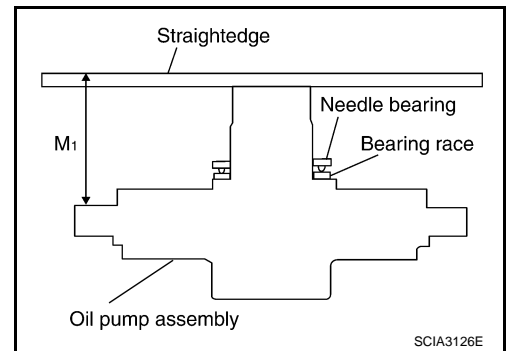 Straightedge
Needle bearing
M1
Bearing race
Oil pump assembly
SCIA3126E